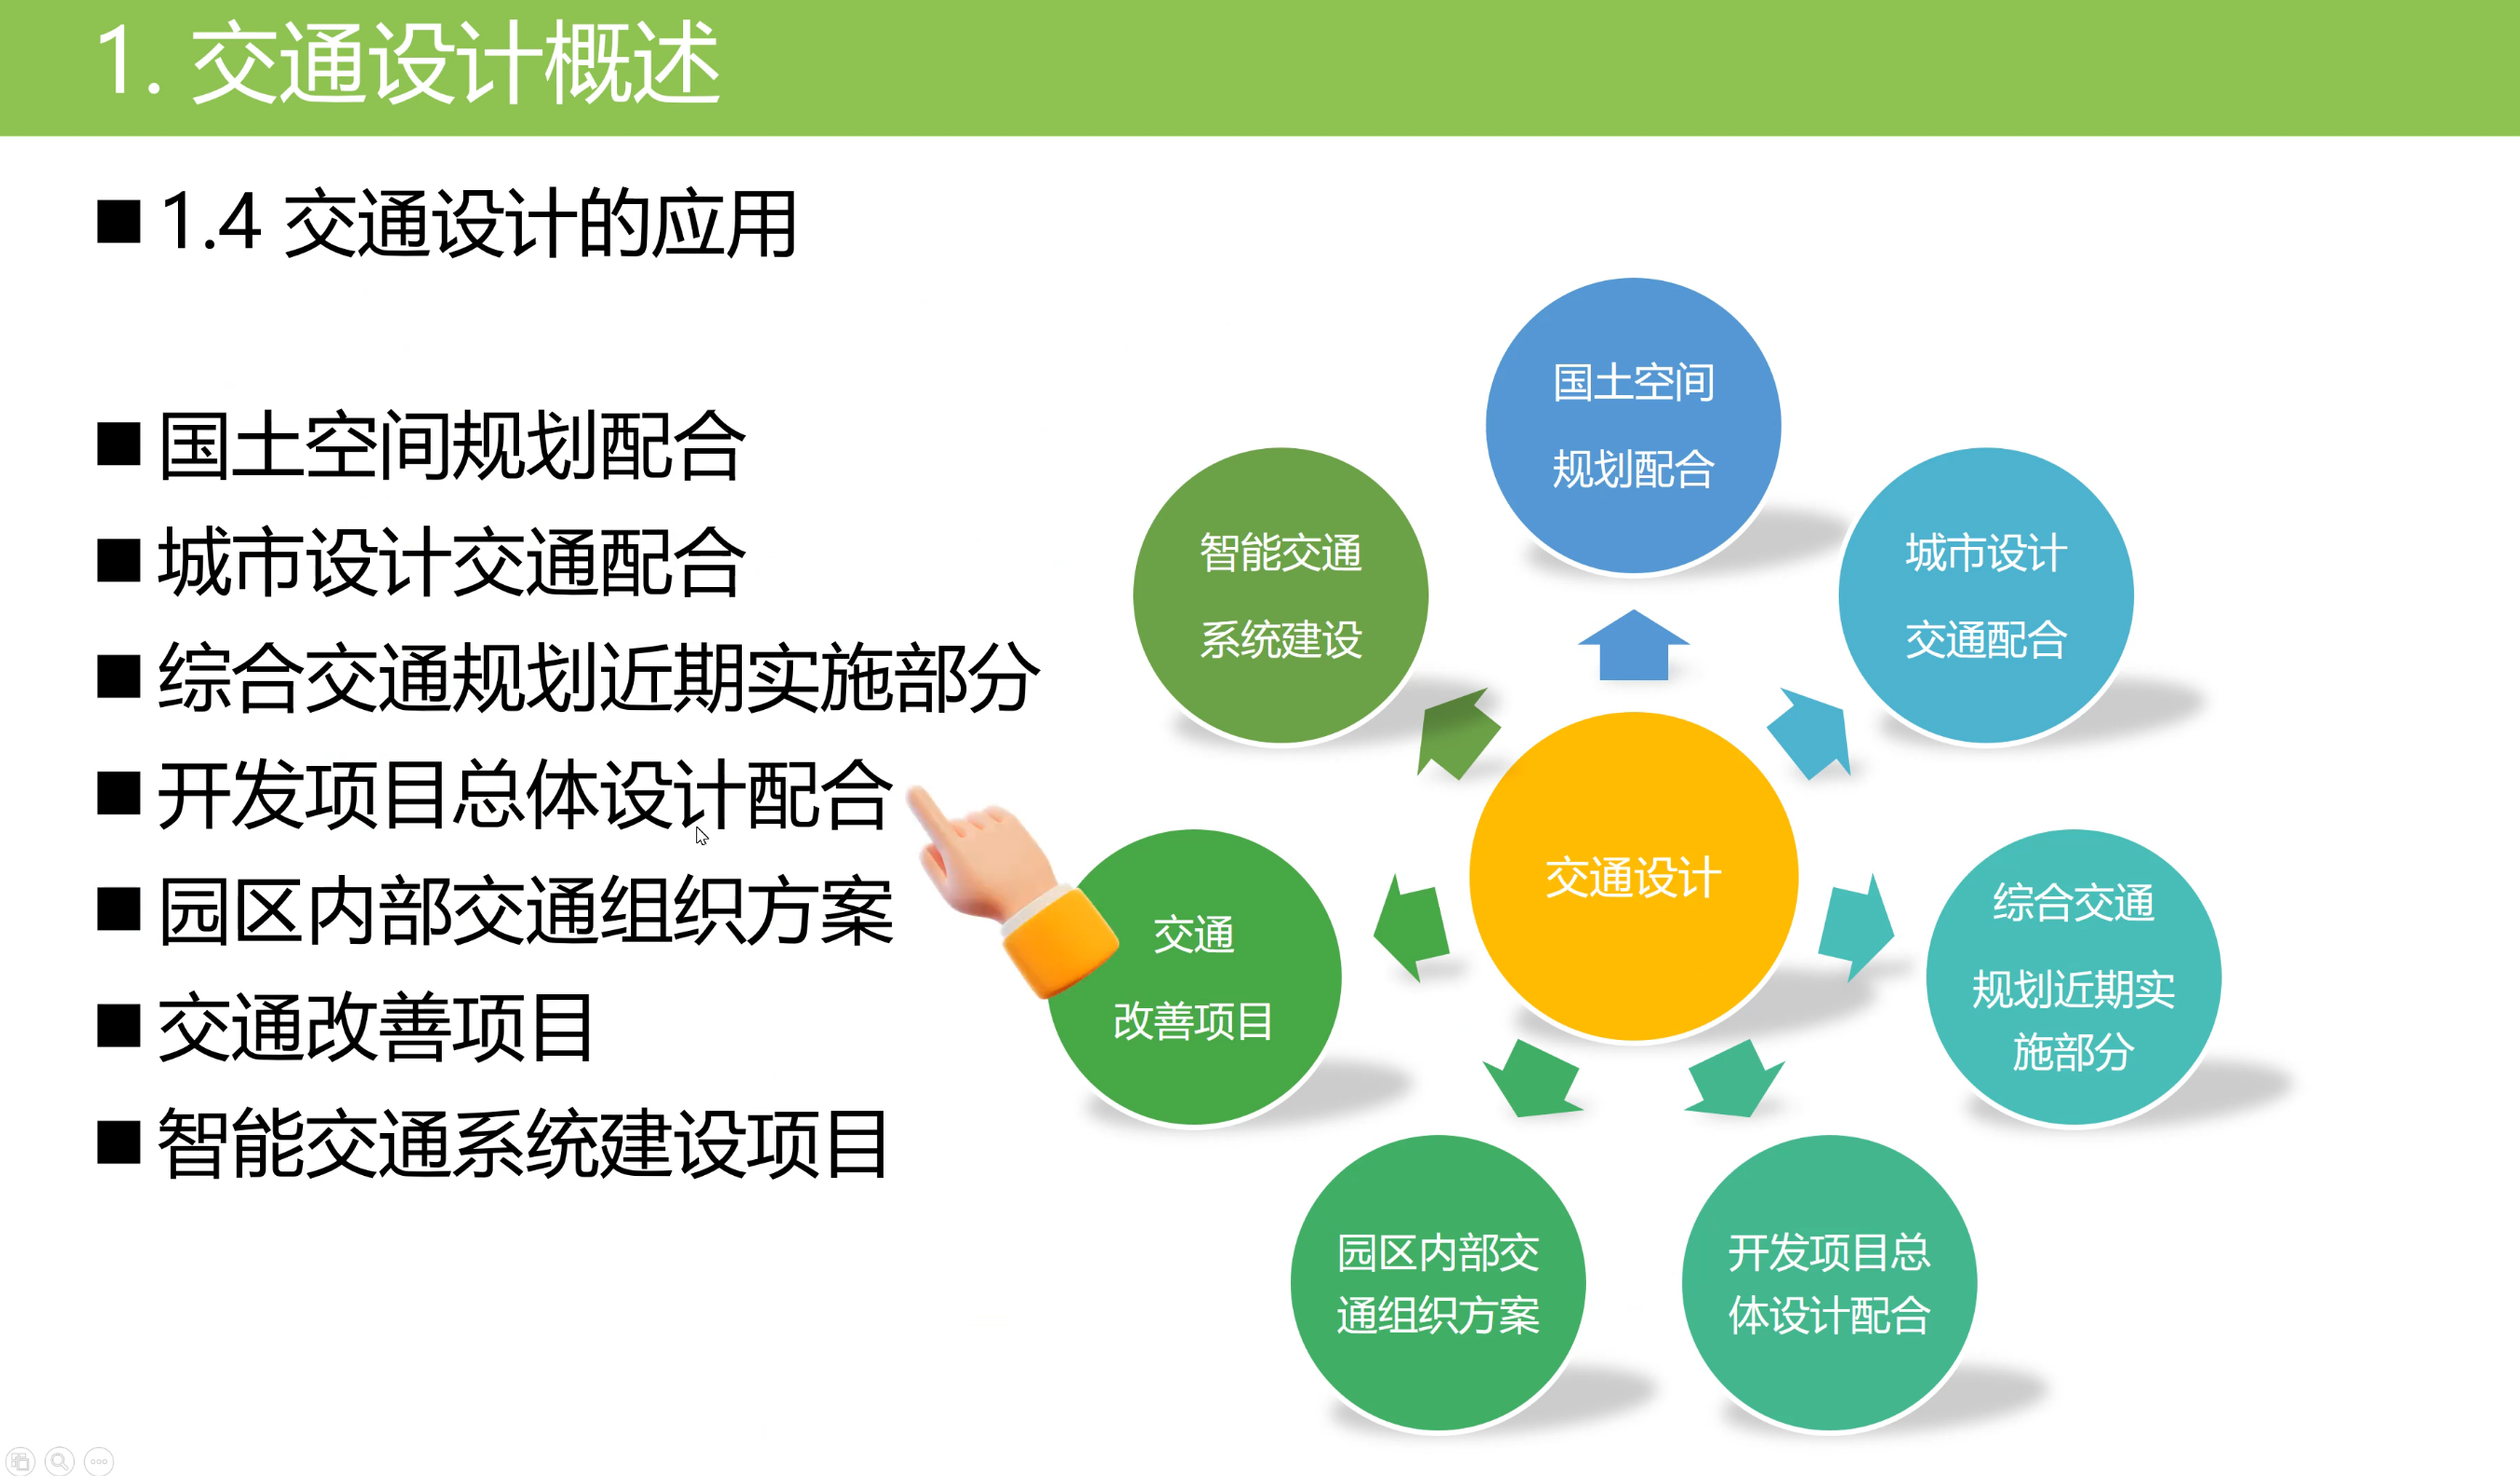 1. 交通设计概述
1.4 交通设计的应用
国土空间规划配合
城市设计交通配合
综合交通规划近期实施部分
开发项目总体设计配合
园区内部交通组织方案
交通改善项目
智能交通系统建设项目
国土空间
规划配合
城市设计
交通配合
综合交通
规划近期实
施部分
开发项目总
体设计配合
园区内部交
通组织方案
交通
改善项目
智能交通
系统建设
交通设计